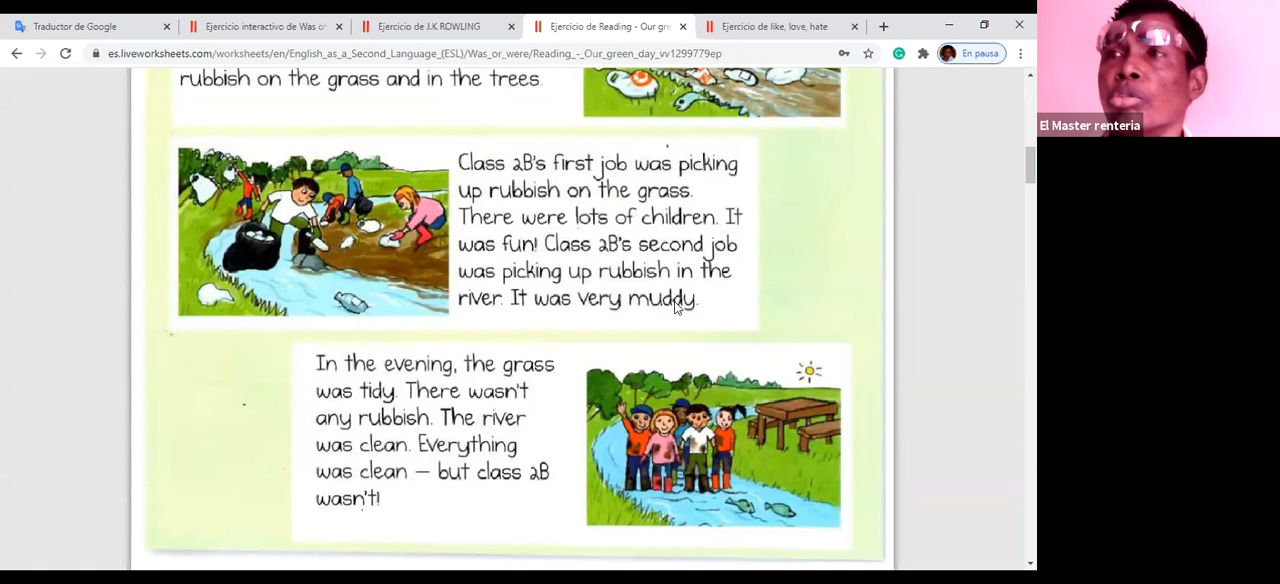 Traductor de Google
Ejercicio interactivo de Was o
Ejercicio de J.K ROWLING
Ejercicio de Reading - Our gre
Ejercicio de like, love, hate
es.liveworksheets.com/worksheets/en/English_as_a_Second_Language_(ESL)/Was_or_were/Reading_-_Our_green_day_vv1299779ep
En pausa
El Master renteria
rubbish on the grass and in the trees.
Class 2B's first job was picking
up rubbish on the grass.
There were lots of children. It
was fun! Class 2B's second job
was picking up rubbish in the
river. It was very muddy.
In the evening, the grass
was tidy. There wasn't
any rubbish. The river
was clean. Everything
was clean – but class 2B
wasn't!